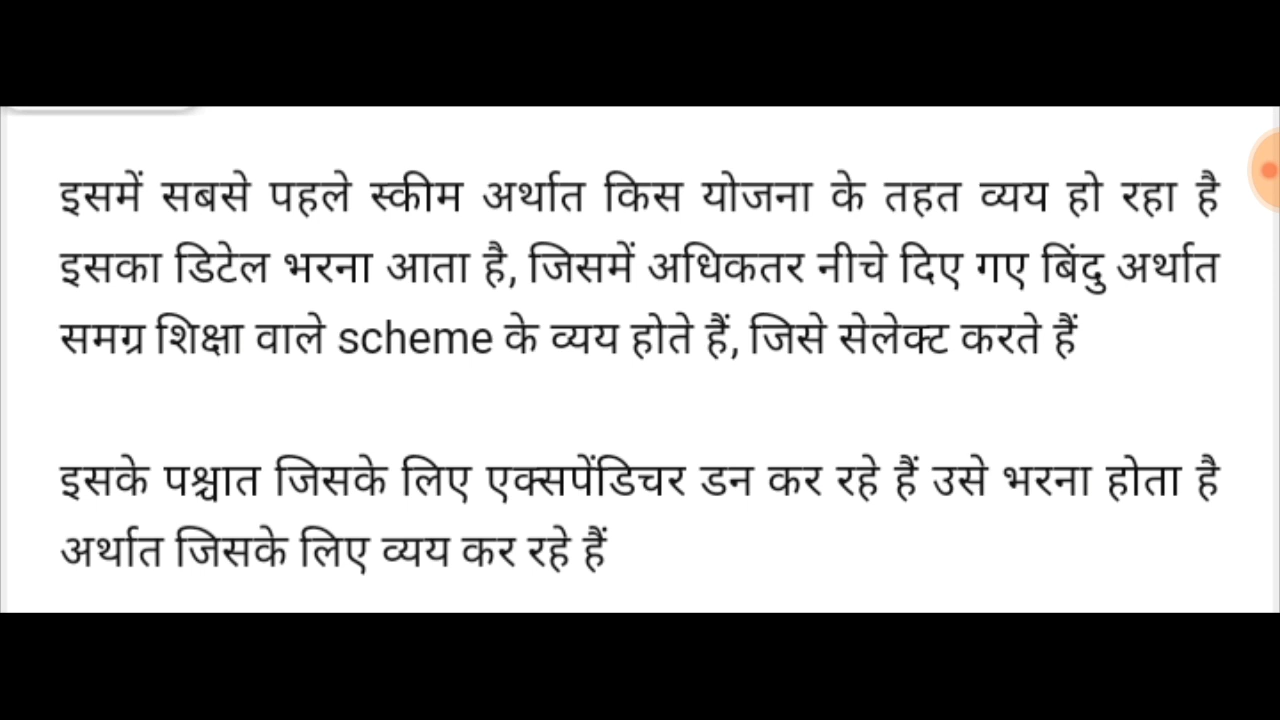 इसमें सबसे पहले स्कीम अर्थात किस योजना के तहत व्यय हो रहा है
इसका डिटेल भरना आता है, जिसमें अधिकतर नीचे दिए गए बिंदु अर्थात
समग्र शिक्षा वाले scheme के व्यय होते हैं, जिसे सेलेक्ट करते हैं
इसके पश्चात जिसके लिए एक्सपेंडिचर डन कर रहे हैं उसे भरना होता है
अर्थात जिसके लिए व्यय कर रहे हैं